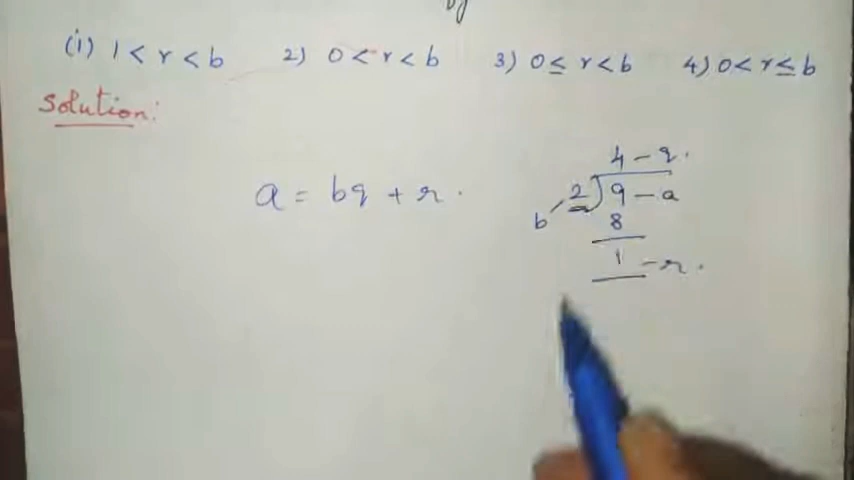 (i) 1 < r < b 2) 0 < r < b 3) 0 ≤ r < b 4) 0 < r ≤ b
Solution:
a = bq + r.
4 - q.
b 2) 9 - a
8
1 - r.